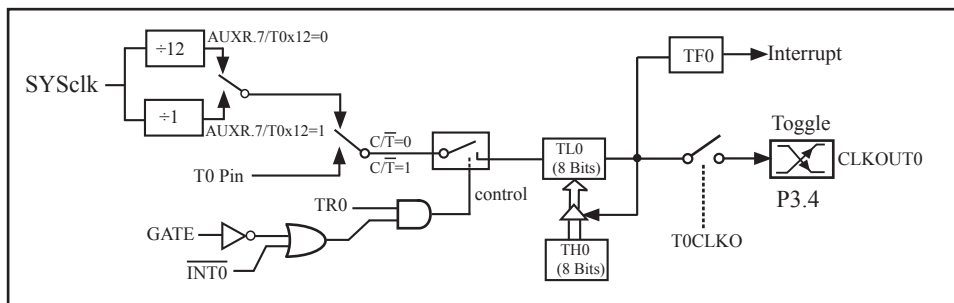 ÷12
AUXR.7/T0x12=0
SYSclk
÷1
AUXR.7/T0x12=1
T0 Pin
C/T̅=0
C/T̅=1
TR0
GATE
I̅N̅T̅0̅
control
TL0
(8 Bits)
TH0
(8 Bits)
TF0
Interrupt
Toggle
CLKOUT0
P3.4
T0CLKO